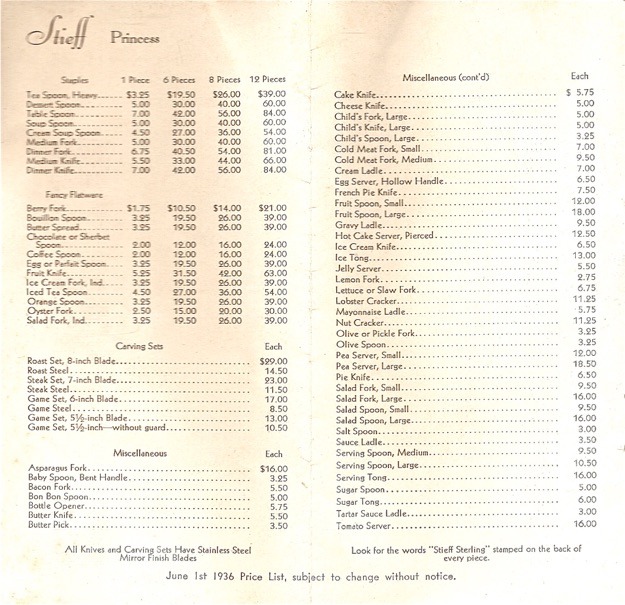 Stieff Princess
Staples 1 Piece 6 Pieces 8 Pieces 12 Pieces
Tea Spoon, Heavy...... $3.25 $19.50 $26.00 $39.00
Dessert Spoon...... 5.00 30.00 40.00 60.00
Table Spoon...... 7.00 42.00 56.00 84.00
Soup Spoon...... 5.00 30.00 40.00 60.00
Cream Soup Spoon...... 4.50 27.00 36.00 54.00
Medium Fork...... 5.00 30.00 40.00 60.00
Dinner Fork...... 6.75 40.50 54.00 81.00
Medium Knife...... 5.50 33.00 44.00 66.00
Dinner Knife...... 7.00 42.00 56.00 84.00
Fancy Flatware
Berry Fork...... $1.75 $10.50 $14.00 $21.00
Bouillon Spoon...... 3.25 19.50 26.00 39.00
Butter Spread...... 3.25 19.50 26.00 39.00
Chocolate or Sherbet
Spoon...... 2.00 12.00 16.00 24.00
Coffee Spoon...... 2.00 12.00 16.00 24.00
Egg or Parfait Spoon...... 3.25 19.50 26.00 39.00
Fruit Knife...... 5.25 31.50 42.00 63.00
Ice Cream Fork, Ind...... 3.25 19.50 26.00 39.00
Iced Tea Spoon...... 4.50 27.00 36.00 54.00
Orange Spoon...... 3.25 19.50 26.00 39.00
Oyster Fork...... 2.50 15.00 20.00 30.00
Salad Fork, Ind...... 3.25 19.50 26.00 39.00
Carving Sets Each
Roast Set, 8-inch Blade...... $29.00
Roast Steel...... 14.50
Steak Set, 7-inch Blade...... 23.00
Steak Steel...... 11.50
Game Set, 6-inch Blade...... 17.00
Game Steel...... 8.50
Game Set, 5½-inch Blade...... 13.00
Game Set, 5½-inch—without guard...... 10.50
Miscellaneous Each
Asparagus Fork...... $16.00
Baby Spoon, Bent Handle...... 3.25
Bacon Fork...... 5.50
Bon Bon Spoon...... 5.00
Bottle Opener...... 5.75
Butter Knife...... 5.50
Butter Pick...... 3.50
All Knives and Carving Sets Have Stainless Steel
Mirror Finish Blades
Miscellaneous (cont'd) Each
Cake Knife...... $ 5.75
Cheese Knife...... 5.00
Child's Fork, Large...... 5.00
Child's Knife, Large...... 5.00
Child's Spoon, Large...... 3.25
Cold Meat Fork, Small...... 7.00
Cold Meat Fork, Medium...... 9.50
Cream Ladle...... 7.00
Egg Server, Hollow Handle...... 6.50
French Pie Knife...... 7.50
Fruit Spoon, Small...... 12.00
Fruit Spoon, Large...... 18.00
Gravy Ladle...... 9.50
Hot Cake Server, Pierced...... 12.50
Ice Cream Knife...... 6.50
Ice Tong...... 13.00
Jelly Server...... 5.50
Lemon Fork...... 2.75
Lettuce or Slaw Fork...... 6.75
Lobster Cracker...... 11.25
Mayonnaise Ladle...... 5.75
Nut Cracker...... 11.25
Olive or Pickle Fork...... 3.25
Olive Spoon...... 3.25
Pea Server, Small...... 12.00
Pea Server, Large...... 18.50
Pie Knife...... 6.50
Salad Fork, Small...... 9.50
Salad Fork, Large...... 16.00
Salad Spoon, Small...... 9.50
Salad Spoon, Large...... 16.00
Salt Spoon...... 3.00
Sauce Ladle...... 3.50
Serving Spoon, Medium...... 9.50
Serving Spoon, Large...... 10.50
Serving Tong...... 16.00
Sugar Spoon...... 5.00
Sugar Tong...... 6.00
Tartar Sauce Ladle...... 3.00
Tomato Server...... 16.00
Look for the words "Stieff Sterling" stamped on the back of
every piece.
June 1st 1936 Price List, subject to change without notice.